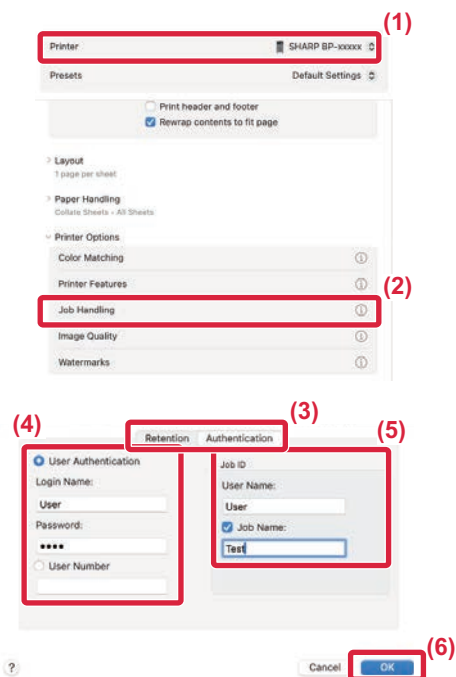 (1)
Printer SHARP BP-xxxxx
Presets Default Settings
Print header and footer
Rewrap contents to fit page
Layout
1 page per sheet
Paper Handling
Collate Sheets - All Sheets
Printer Options
Color Matching
Printer Features
(2)
Job Handling
Image Quality
Watermarks
(3)
(4)
(5)
Retention Authentication
User Authentication
Login Name:
User
Password:
••••
User Number
Job ID
User Name:
User
Job Name:
Test
(6)
? Cancel OK